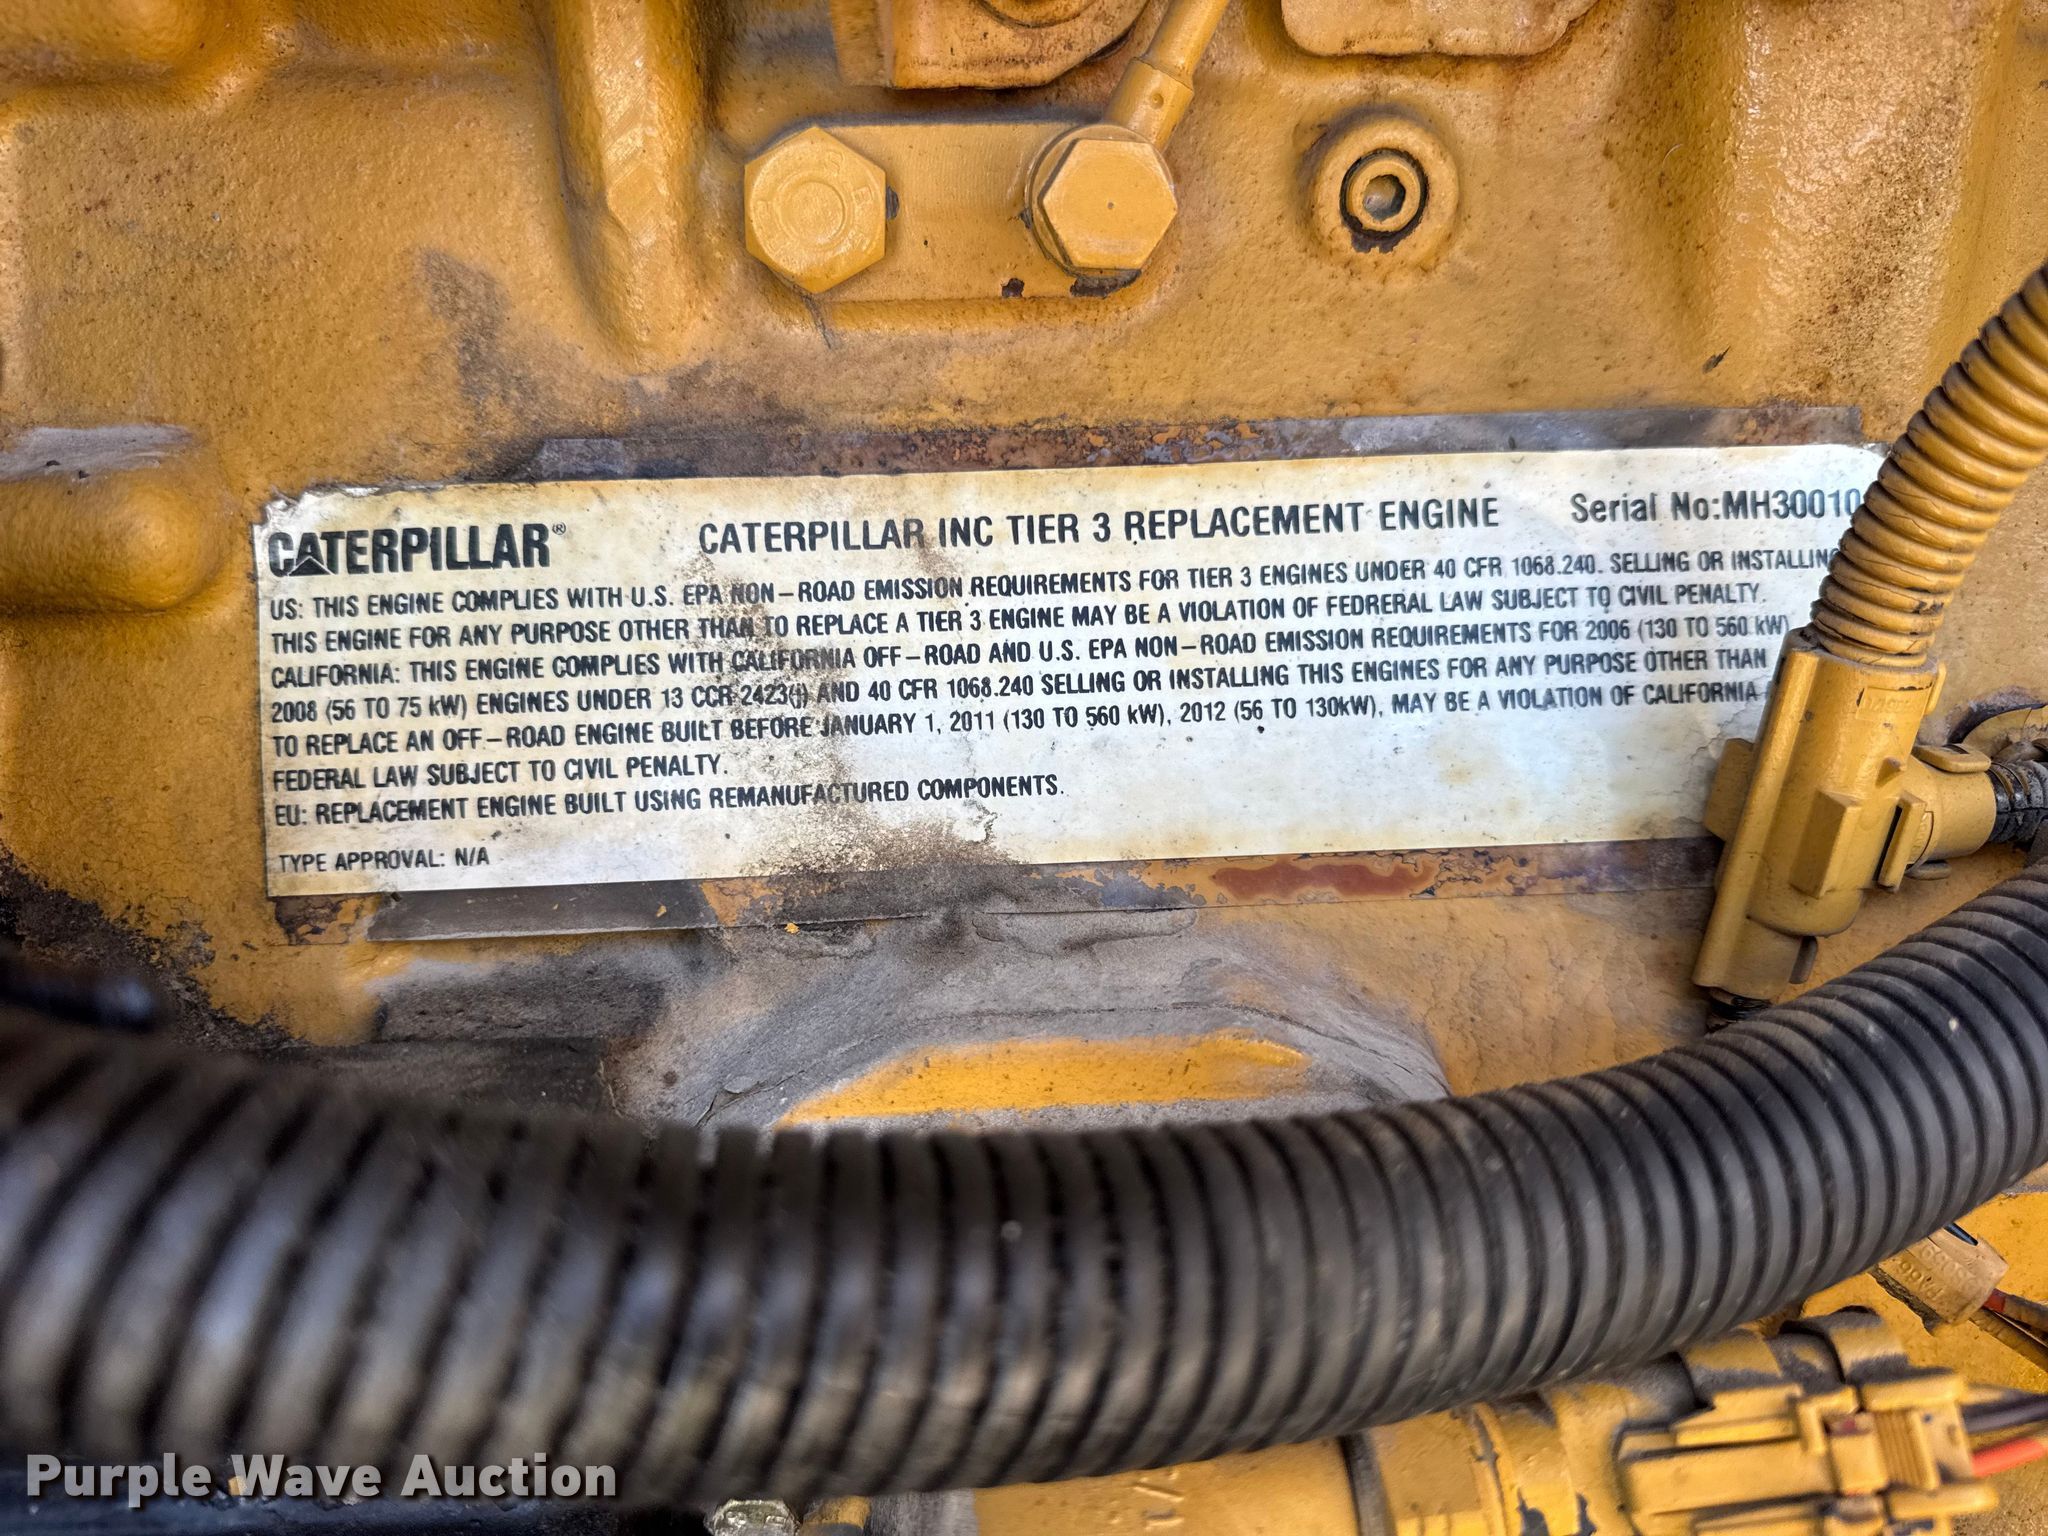 CATERPILLAR® CATERPILLAR INC TIER 3 REPLACEMENT ENGINE Serial No:MH30010
US: THIS ENGINE COMPLIES WITH U.S. EPA NON-ROAD EMISSION REQUIREMENTS FOR TIER 3 ENGINES UNDER 40 CFR 1068.240. SELLING OR INSTALLING
THIS ENGINE FOR ANY PURPOSE OTHER THAN TO REPLACE A TIER 3 ENGINE MAY BE A VIOLATION OF FEDRERAL LAW SUBJECT TO CIVIL PENALTY.
CALIFORNIA: THIS ENGINE COMPLIES WITH CALIFORNIA OFF-ROAD AND U.S. EPA NON-ROAD EMISSION REQUIREMENTS FOR 2006 (130 TO 560 kW)
2008 (56 TO 75 kW) ENGINES UNDER 13 CCR 2423(j) AND 40 CFR 1068.240 SELLING OR INSTALLING THIS ENGINES FOR ANY PURPOSE OTHER THAN
TO REPLACE AN OFF-ROAD ENGINE BUILT BEFORE JANUARY 1, 2011 (130 TO 560 kW), 2012 (56 TO 130kW), MAY BE A VIOLATION OF CALIFORNIA
FEDERAL LAW SUBJECT TO CIVIL PENALTY.
EU: REPLACEMENT ENGINE BUILT USING REMANUFACTURED COMPONENTS.
TYPE APPROVAL: N/A
Purple Wave Auction